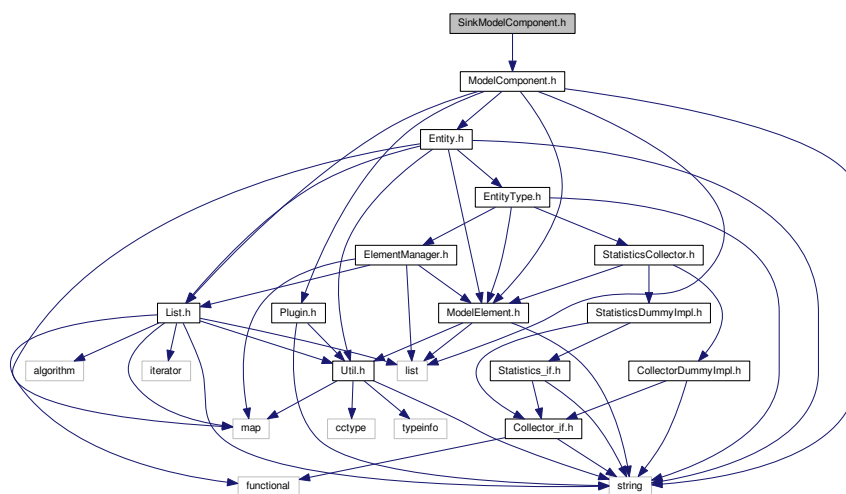 SinkModelComponent.h
ModelComponent.h
Entity.h
EntityType.h
ElementManager.h
StatisticsCollector.h
List.h
Plugin.h
ModelElement.h
StatisticsDummyImpl.h
algorithm
iterator
Util.h
list
Statistics_if.h
CollectorDummyImpl.h
map
cctype
typeinfo
Collector_if.h
functional
string